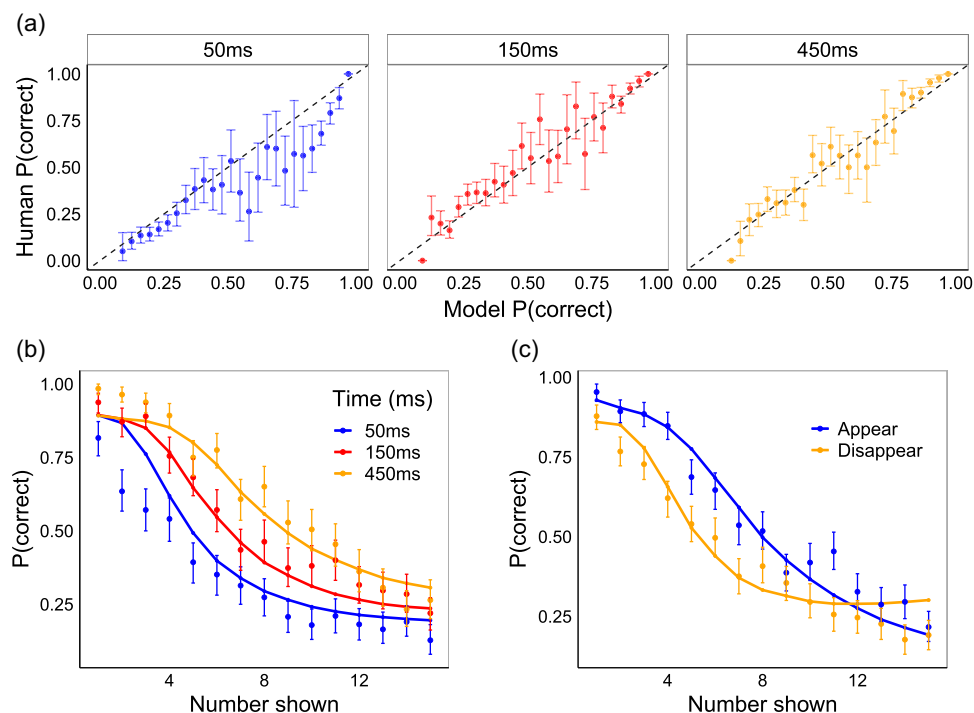 (a)
50ms
150ms
450ms
Human P(correct)
1.00
0.75
0.50
0.25
0.00
0.00 0.25 0.50 0.75 1.00
0.00 0.25 0.50 0.75 1.00
0.00 0.25 0.50 0.75 1.00
Model P(correct)
(b)
P(correct)
1.00
0.75
0.50
0.25
Time (ms)
50ms
150ms
450ms
4 8 12
Number shown
(c)
P(correct)
1.00
0.75
0.50
0.25
Appear
Disappear
4 8 12
Number shown